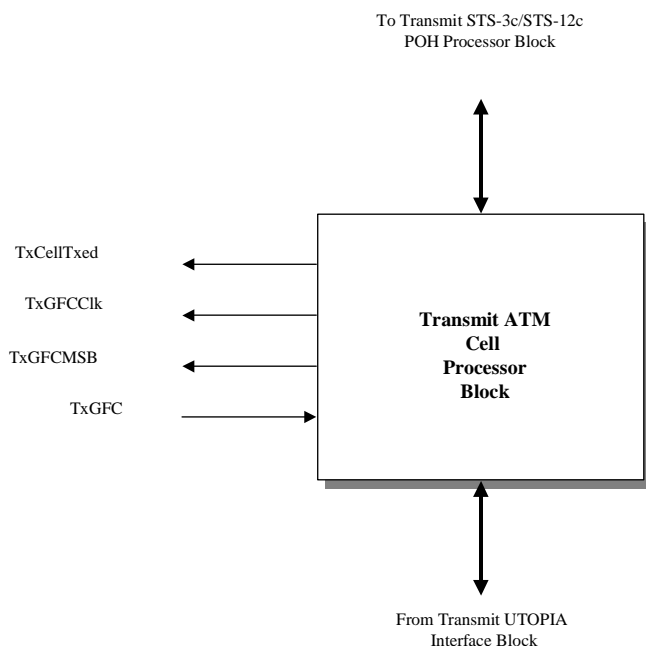 To Transmit STS-3c/STS-12c
POH Processor Block
TxCellTxed
TxGFCClk
TxGFCMSB
TxGFC
Transmit ATM
Cell
Processor
Block
From Transmit UTOPIA
Interface Block